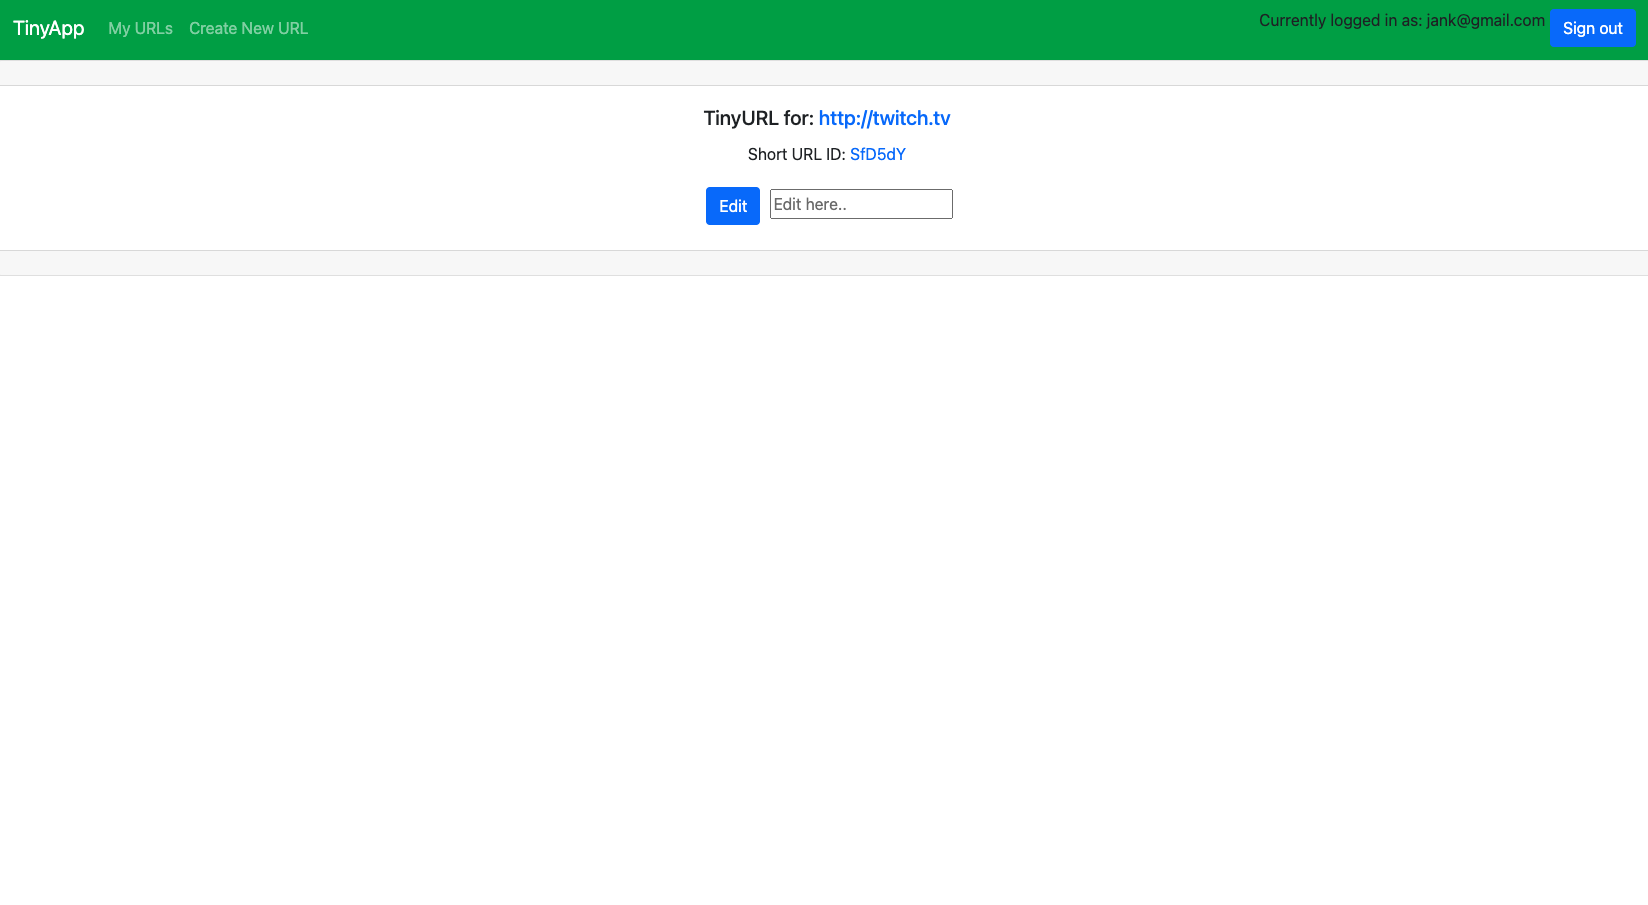 TinyApp My URLs Create New URL Currently logged in as: jank@gmail.com Sign out
TinyURL for: http://twitch.tv
Short URL ID: SfD5dY
Edit Edit here..